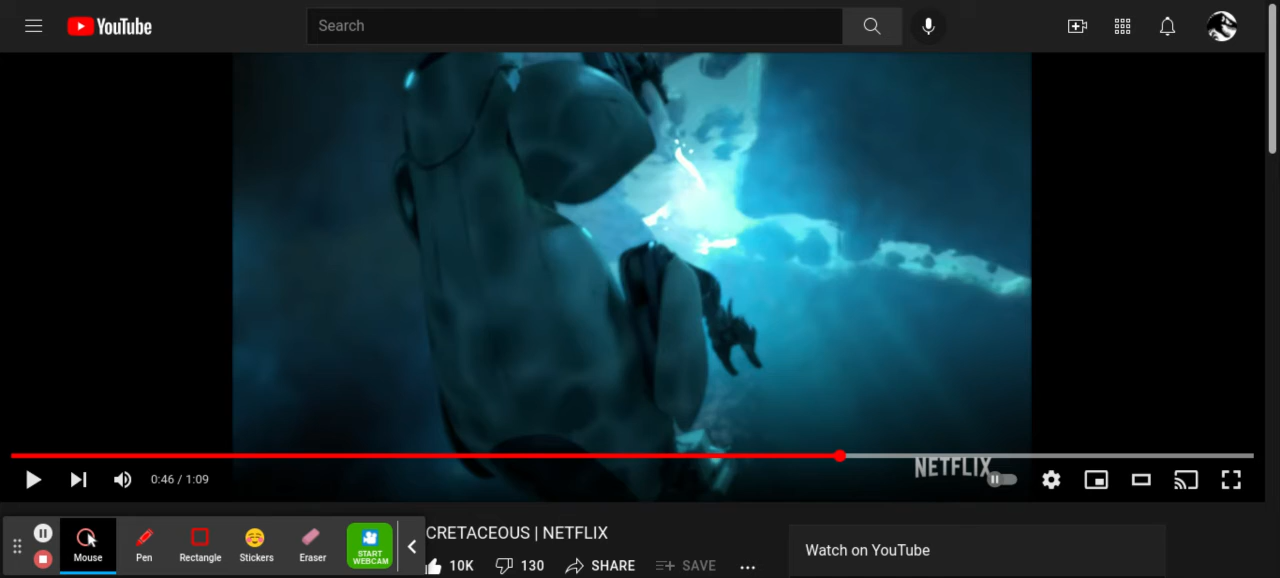 YouTube
Search
NETFLIX
0:46 / 1:09
CRETACEOUS | NETFLIX
Watch on YouTube
Mouse
Pen
Rectangle
Stickers
Eraser
START
WEBCAM
10K
130
SHARE
SAVE